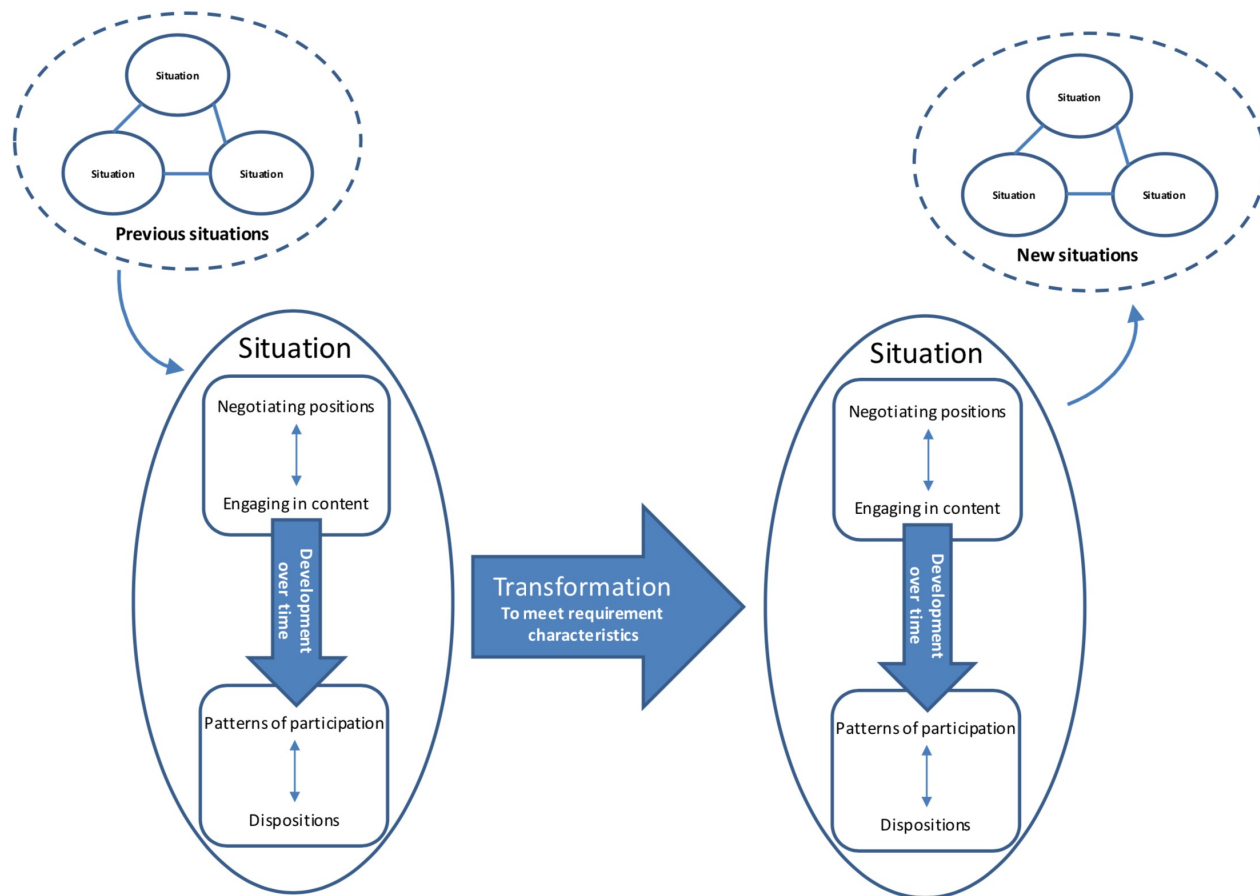 Situation
Situation
Situation
Previous situations
Situation
Situation
Situation
New situations
Situation
Negotiating positions
Engaging in content
Development
over time
Patterns of participation
Dispositions
Transformation
To meet requirement
characteristics
Situation
Negotiating positions
Engaging in content
Development
over time
Patterns of participation
Dispositions